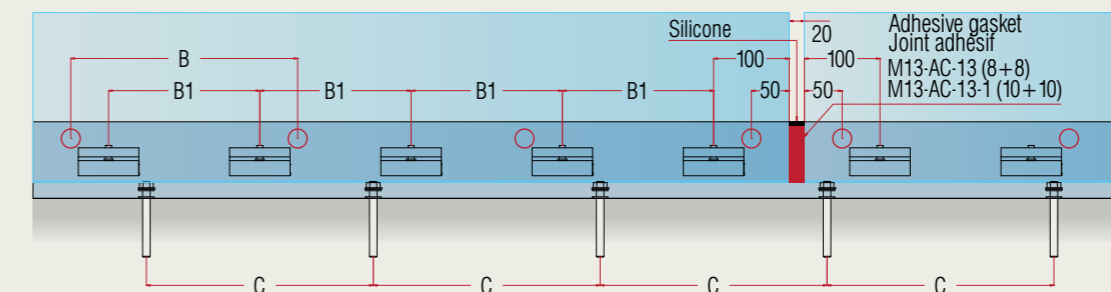 Silicone
20
Adhesive gasket
Joint adhésif
M13-AC-13 (8+8)
M13-AC-13-1 (10+10)
B
100
100
B1
B1
B1
B1
50
50
C
C
C
C